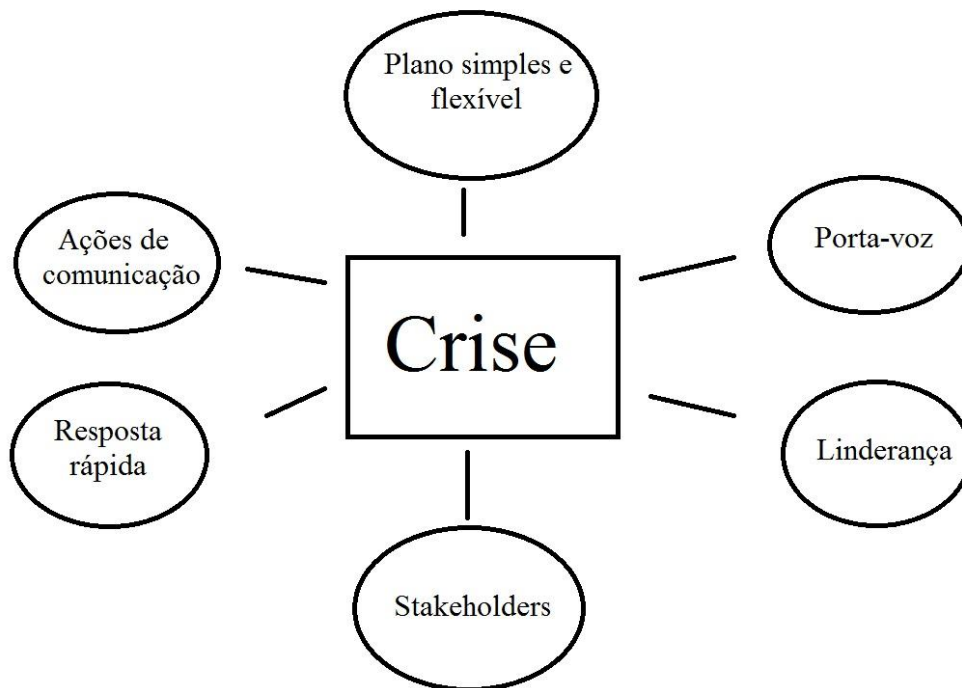 Plano simples e
flexível
Ações de
comunicação
Porta-voz
Crise
Resposta
rápida
Linderança
Stakeholders